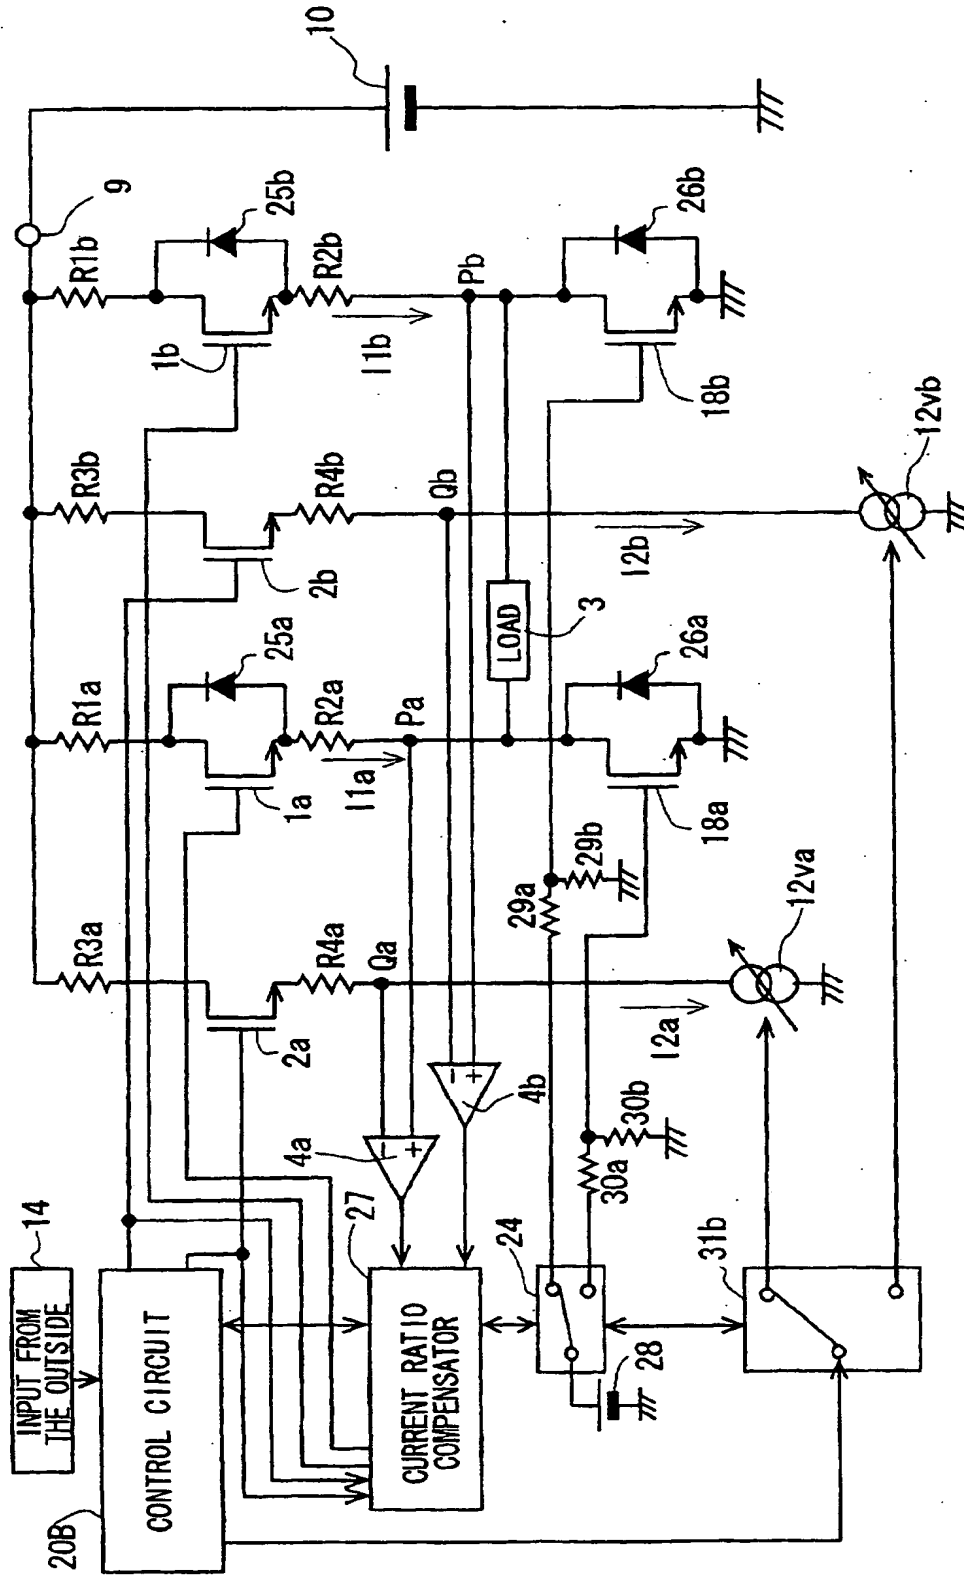 INPUT FROM
THE OUTSIDE
14
20B
CONTROL CIRCUIT
CURRENT RATIO
COMPENSATOR
27
24
28
31b
4a
4b
−
+
−
+
R3a
2a
R4a
Qa
I2a
12va
30a
30b
29a
29b
R1a
25a
1a
R2a
I1a
Pa
18a
26a
LOAD
3
R3b
2b
R4b
Qb
I2b
12vb
R1b
25b
1b
R2b
I1b
Pb
18b
26b
9
10